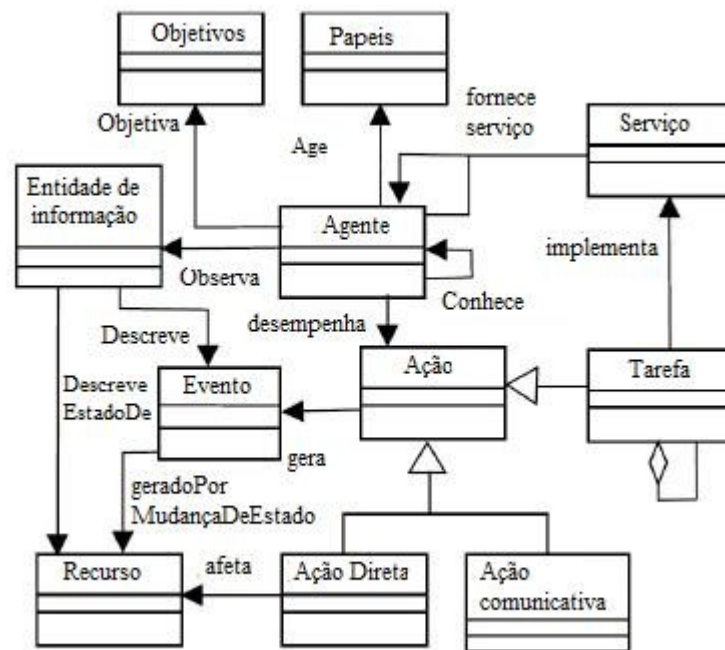 Objetivos
Papeis
fornece
serviço
Serviço
Objetiva
Age
Entidade de
informação
Agente
implementa
Observa
Conhece
Descreve
desempenha
Ação
Tarefa
Descreve
EstadoDe
Evento
gera
geradoPor
MudançaDeEstado
Recurso
afeta
Ação Direta
Ação
comunicativa